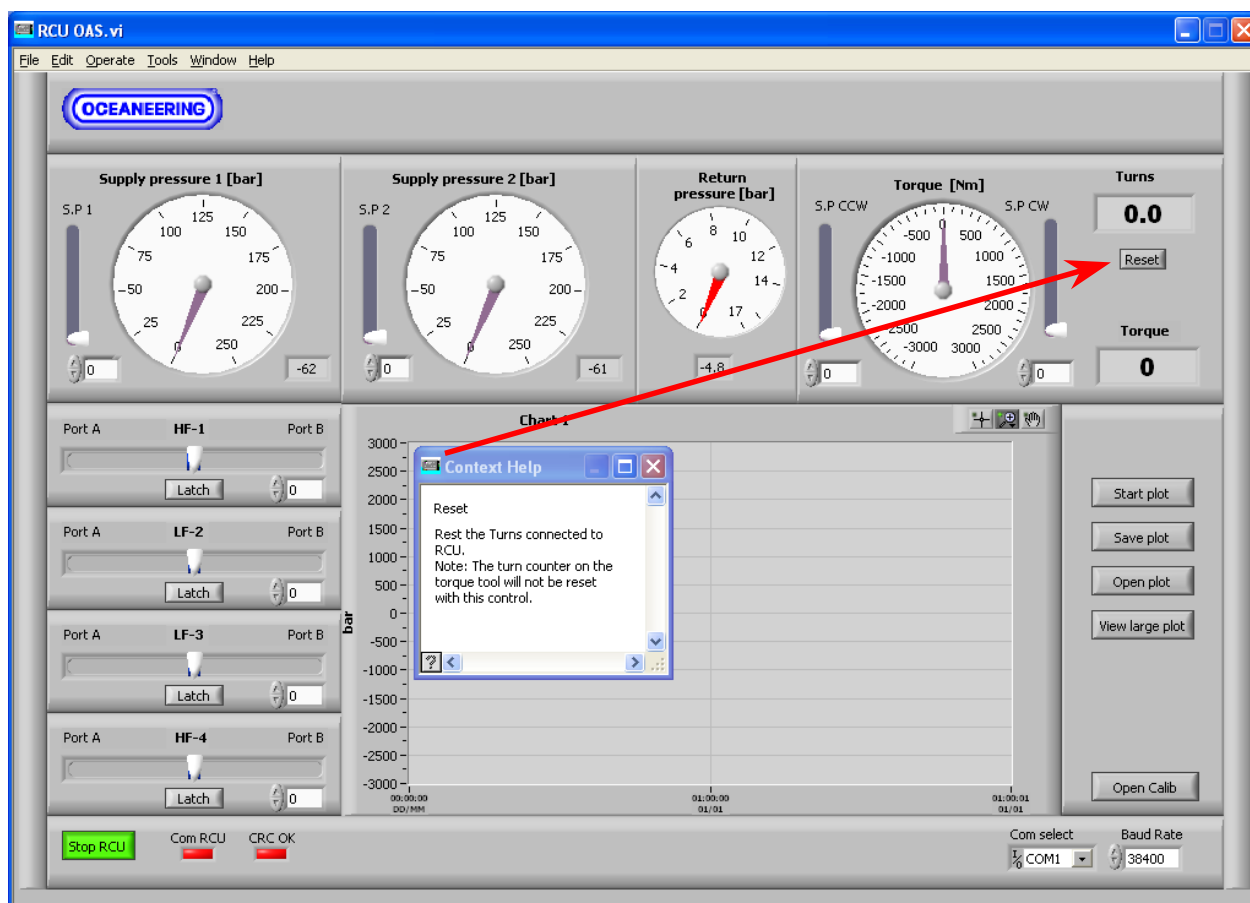 RCU OAS.vi
File Edit Operate Tools Window Help
OCEANEERING
Supply pressure 1 [bar]
S.P 1
0 25 50 75 100 125 150 175 200 225 250
0
-62
Supply pressure 2 [bar]
S.P 2
0 25 50 75 100 125 150 175 200 225 250
0
-61
Return
pressure [bar]
0 2 4 6 8 10 12 14 17
-4.8
Torque [Nm]
S.P CCW
S.P CW
-3000 -2500 -2000 -1500 -1000 -500 0 500 1000 1500 2000 2500 3000
0
0
Turns
0.0
Reset
Torque
0
Port A HF-1 Port B
Latch 0
Port A LF-2 Port B
Latch 0
Port A LF-3 Port B
Latch 0
Port A HF-4 Port B
Latch 0
Chart 1
bar
3000
2500
2000
1500
1000
500
0
-500
-1000
-1500
-2000
-2500
-3000
00:00:00
DD/MM
01:00:00
01/01
01:00:01
01/01
Context Help
Reset
Rest the Turns connected to
RCU.
Note: The turn counter on the
torque tool will not be reset
with this control.
?
Start plot
Save plot
Open plot
View large plot
Open Calib
Stop RCU
Com RCU
CRC OK
Com select
COM1
Baud Rate
38400